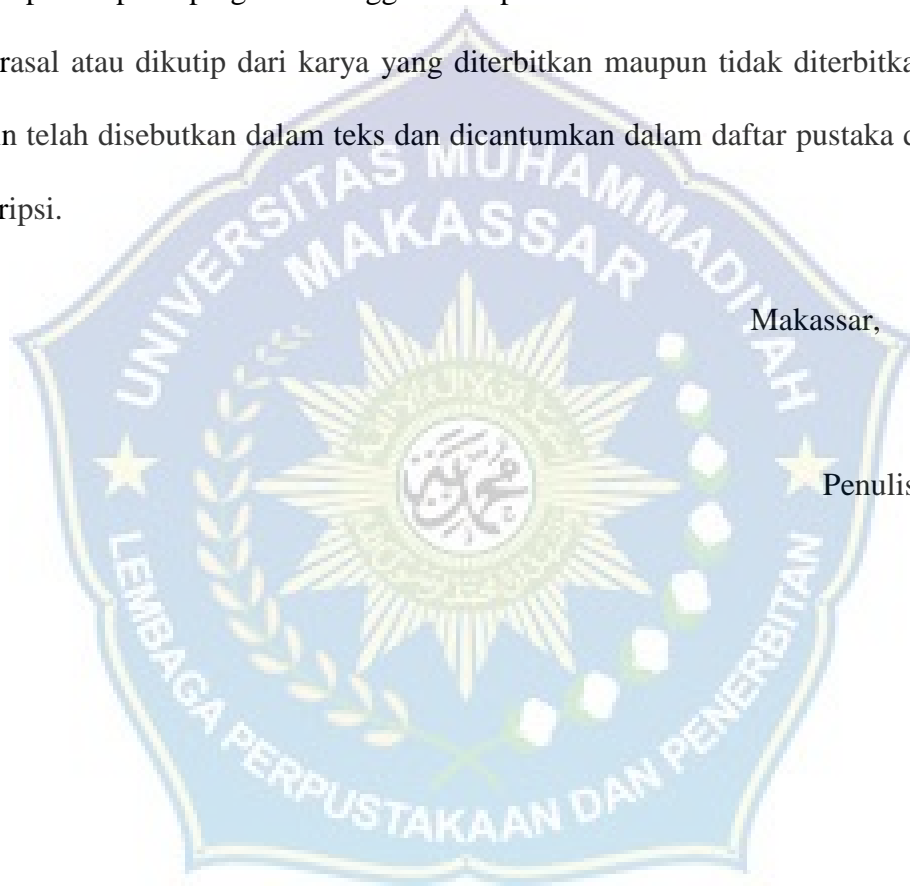 rasal atau dikutip dari karya yang diterbitkan maupun tidak diterbitka
n telah disebutkan dalam teks dan dicantumkan dalam daftar pustaka d
ripsi.
Makassar,
Penulis
UNIVERSITAS MUHAMMADIYAH
MAKASSAR
LEMBAGA PERPUSTAKAAN DAN PENERBITAN